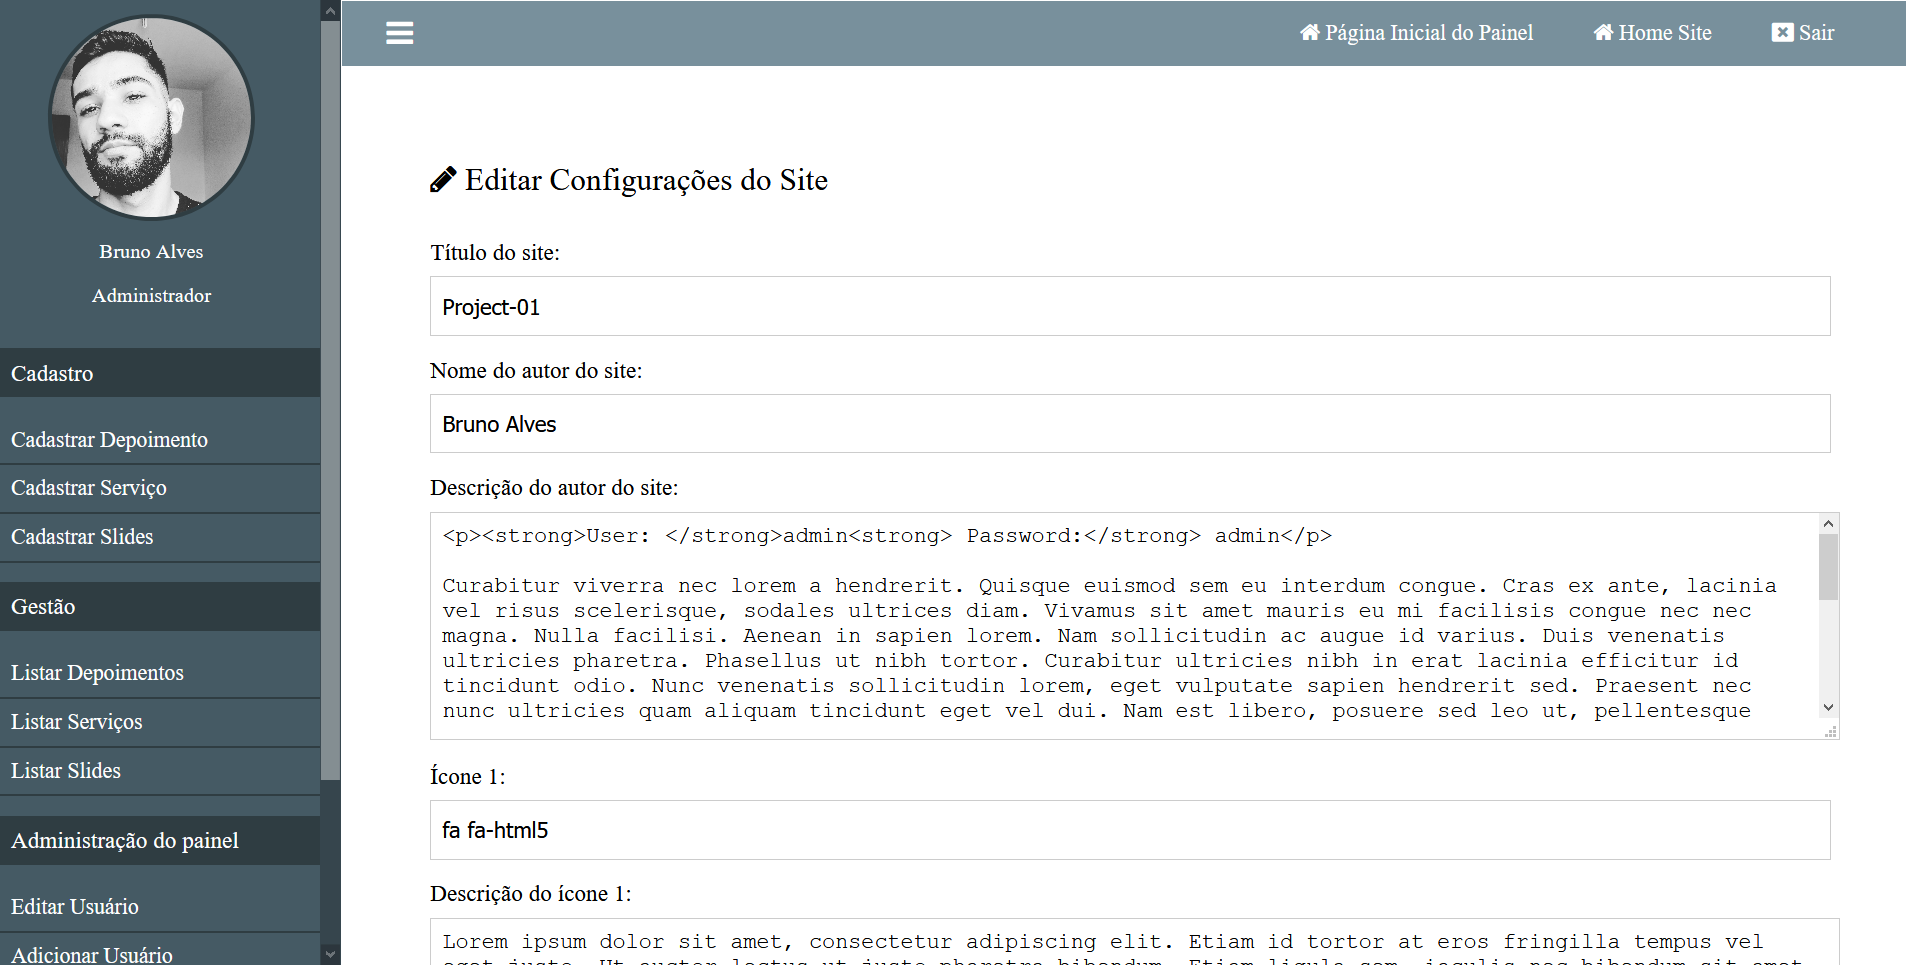 Página Inicial do Painel
Home Site
Sair
Bruno Alves
Administrador
Cadastro
Cadastrar Depoimento
Cadastrar Serviço
Cadastrar Slides
Gestão
Listar Depoimentos
Listar Serviços
Listar Slides
Administração do painel
Editar Usuário
Adicionar Usuário
Editar Configurações do Site
Título do site:
Project-01
Nome do autor do site:
Bruno Alves
Descrição do autor do site:
<p><strong>User: </strong>admin<strong> Password:</strong> admin</p>
Curabitur viverra nec lorem a hendrerit. Quisque euismod sem eu interdum congue. Cras ex ante, lacinia
vel risus scelerisque, sodales ultrices diam. Vivamus sit amet mauris eu mi facilisis congue nec nec
magna. Nulla facilisi. Aenean in sapien lorem. Nam sollicitudin ac augue id varius. Duis venenatis
ultricies pharetra. Phasellus ut nibh tortor. Curabitur ultricies nibh in erat lacinia efficitur id
tincidunt odio. Nunc venenatis sollicitudin lorem, eget vulputate sapien hendrerit sed. Praesent nec
nunc ultricies quam aliquam tincidunt eget vel dui. Nam est libero, posuere sed leo ut, pellentesque
Ícone 1:
fa fa-html5
Descrição do ícone 1:
Lorem ipsum dolor sit amet, consectetur adipiscing elit. Etiam id tortor at eros fringilla tempus vel